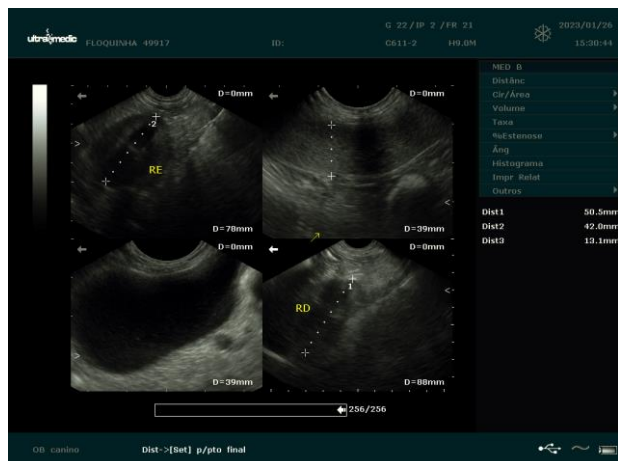 G 22/IP 2 /FR 21
2023/01/26
ultramedic
FLOQUINHA 49917
ID:
C611-2
H9.0M
15:30:44
MED B
Distânc
Cir/Área
Volume
Taxa
%Estenose
Âng
Histograma
Impr Relat
Outros
Dist1 50.5mm
Dist2 42.0mm
Dist3 13.1mm
D=0mm
2
RE
D=78mm
D=0mm
D=39mm
D=39mm
D=0mm
D=0mm
1
RD
D=88mm
256/256
OB canino
Dist->[Set] p/pto final